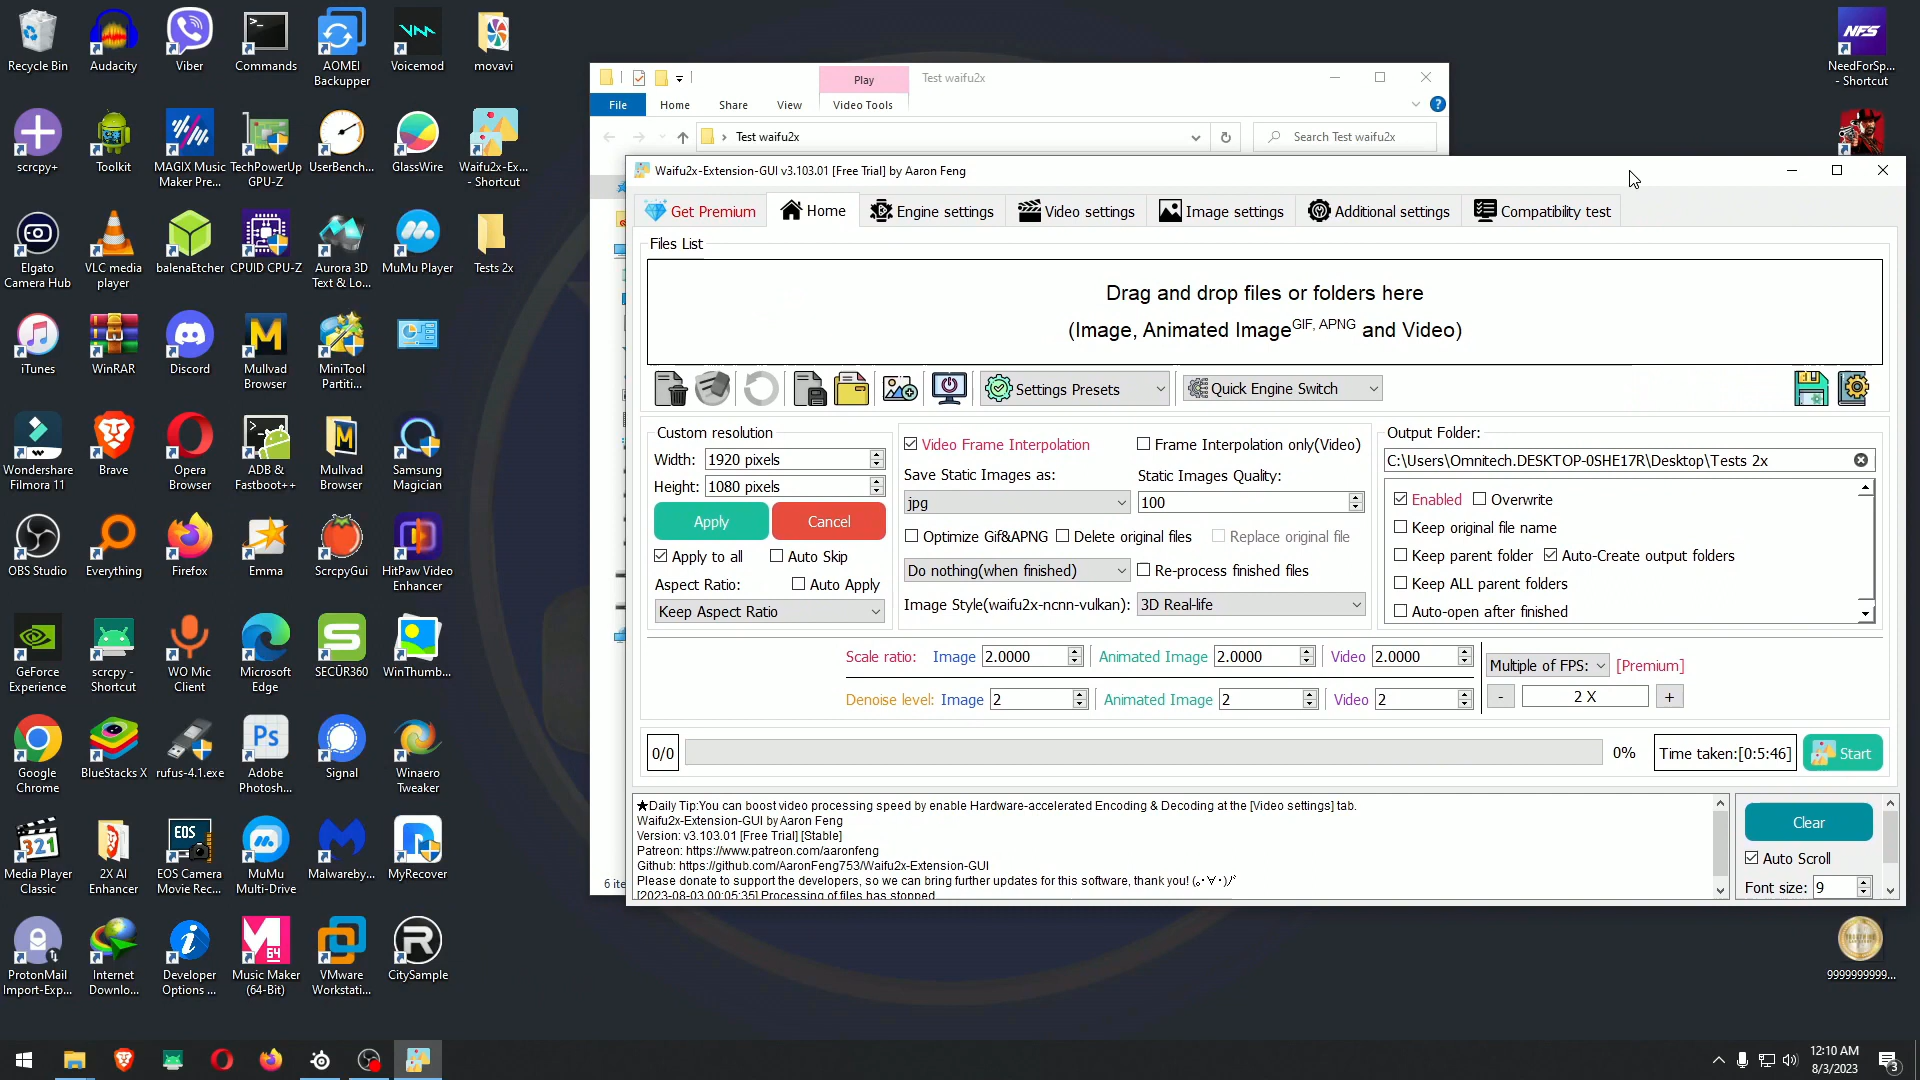 Recycle Bin
Audacity
Viber
Commands
AOMEI
Backupper
Voicemod
movavi
scrcpy+
Toolkit
MAGIX Music
Maker Pre...
TechPowerUp
GPU-Z
UserBench...
GlassWire
Waifu2x-Ex...
- Shortcut
Elgato
Camera Hub
VLC media
player
balenaEtcher
CPUID CPU-Z
Aurora 3D
Text & Lo...
MuMu Player
Tests 2x
iTunes
WinRAR
Discord
Mullvad
Browser
MiniTool
Partiti...
Wondershare
Filmora 11
Brave
Opera
Browser
ADB &
Fastboot++
Mullvad
Browser
Samsung
Magician
OBS Studio
Everything
Firefox
Emma
ScrcpyGui
HitPaw Video
Enhancer
GeForce
Experience
scrcpy -
Shortcut
WO Mic
Client
Microsoft
Edge
SECŪR360
WinThumb...
Google
Chrome
BlueStacks X
rufus-4.1.exe
Ps
Adobe
Photosh...
Signal
Winaero
Tweaker
321
Media Player
Classic
2X AI
Enhancer
EOS
EOS Camera
Movie Rec...
MuMu
Multi-Drive
Malwareby...
MyRecover
ProtonMail
Import-Exp...
Internet
Downlo...
Developer
Options ...
64
Music Maker
(64-Bit)
VMware
Workstati...
CitySample
NFS
NeedForSp...
- Shortcut
9999999999...
Play
Test waifu2x
File
Home
Share
View
Video Tools
Test waifu2x
Search Test waifu2x
6 ite
Waifu2x-Extension-GUI v3.103.01 [Free Trial] by Aaron Feng
Get Premium
Home
Engine settings
Video settings
Image settings
Additional settings
Compatibility test
Files List
Drag and drop files or folders here
(Image, Animated ImageGIF, APNG and Video)
Settings Presets
Quick Engine Switch
Custom resolution
Width: 1920 pixels
Height: 1080 pixels
Apply
Cancel
Apply to all
Auto Skip
Aspect Ratio:
Auto Apply
Keep Aspect Ratio
Video Frame Interpolation
Frame Interpolation only(Video)
Save Static Images as:
Static Images Quality:
jpg
100
Optimize Gif&APNG
Delete original files
Replace original file
Do nothing(when finished)
Re-process finished files
Image Style(waifu2x-ncnn-vulkan): 3D Real-life
Output Folder:
C:\Users\Omnitech.DESKTOP-0SHE17R\Desktop\Tests 2x
Enabled
Overwrite
Keep original file name
Keep parent folder
Auto-Create output folders
Keep ALL parent folders
Auto-open after finished
Scale ratio: Image 2.0000 Animated Image 2.0000 Video 2.0000
Denoise level: Image 2 Animated Image 2 Video 2
Multiple of FPS: [Premium]
- 2 X +
0/0
0%
Time taken:[0:5:46]
Start
★Daily Tip:You can boost video processing speed by enable Hardware-accelerated Encoding & Decoding at the [Video settings] tab.
Waifu2x-Extension-GUI by Aaron Feng
Version: v3.103.01 [Free Trial] [Stable]
Patreon: https://www.patreon.com/aaronfeng
Github: https://github.com/AaronFeng753/Waifu2x-Extension-GUI
Please donate to support the developers, so we can bring further updates for this software, thank you! (｡･∀･)ﾉﾞ
[2023-08-03 00:05:35] Processing of files has stopped
Clear
Auto Scroll
Font size: 9
12:10 AM
8/3/2023
3